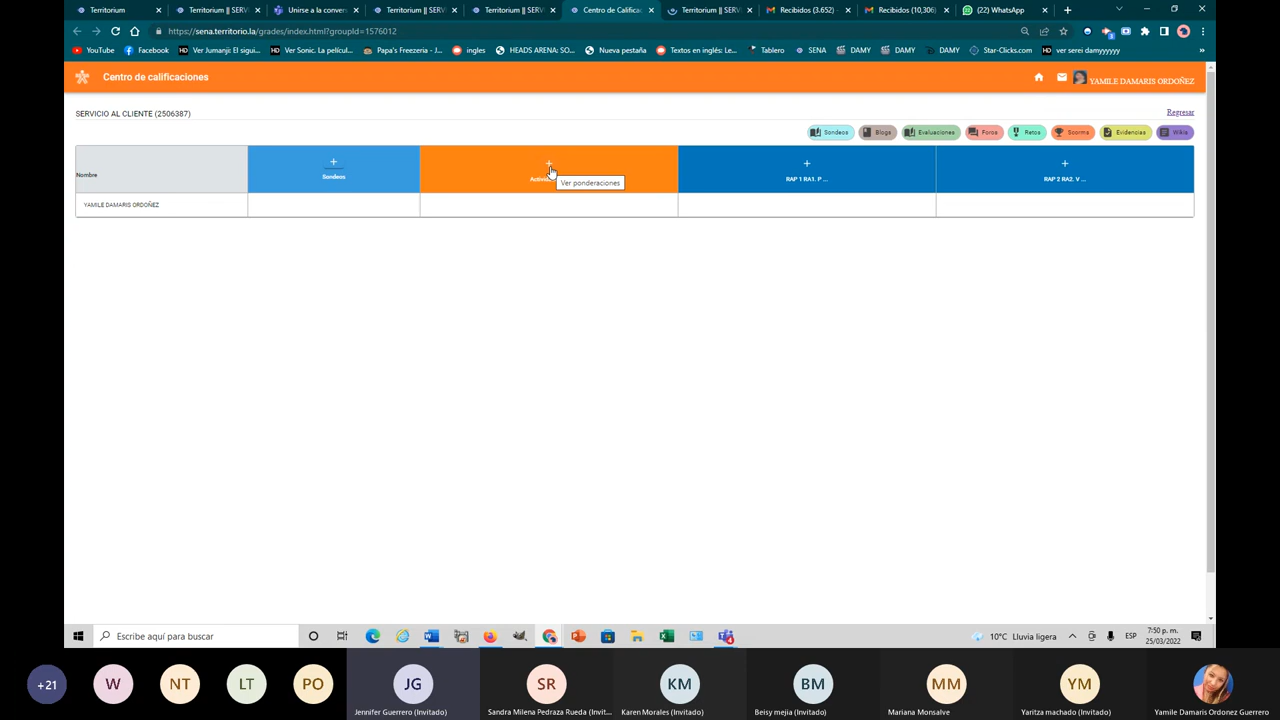 Territorium
Territorium || SERV
Unirse a la convers
Territorium || SERV
Territorium || SERV
Centro de Calificac
Territorium || SERV
Recibidos (3.652) -
Recibidos (10,306)
(22) WhatsApp
https://sena.territorio.la/grades/index.html?groupId=1576012
YouTube
Facebook
Ver Jumanji: El sigui...
Ver Sonic. La pelicul...
Papa's Freezeria - J...
ingles
HEADS ARENA: SO...
Nueva pestaña
Textos en inglés: Le...
Tablero
SENA
DAMY
DAMY
DAMY
Star-Clicks.com
ver serei damyyyyyy
»
Centro de calificaciones
YAMILE DAMARIS ORDOÑEZ
SERVICIO AL CLIENTE (2506387)
Regresar
Sondeos
Blogs
Evaluaciones
Foros
Retos
Scorms
Evidencias
Wikis
Nombre
Sondeos
Ver ponderaciones
RAP 1 RA1. P ...
RAP 2 RA2. V ...
YAMILE DAMARIS ORDOÑEZ
Escribe aquí para buscar
10°C Lluvia ligera
ESP
7:50 p. m.
25/03/2022
+21
W
NT
LT
PO
JG
SR
KM
BM
MM
YM
Jennifer Guerrero (Invitado)
Sandra Milena Pedraza Rueda (Invit...
Karen Morales (Invitado)
Beisy mejia (Invitado)
Mariana Monsalve
Yaritza machado (Invitado)
Yamile Damaris Ordonez Guerrero